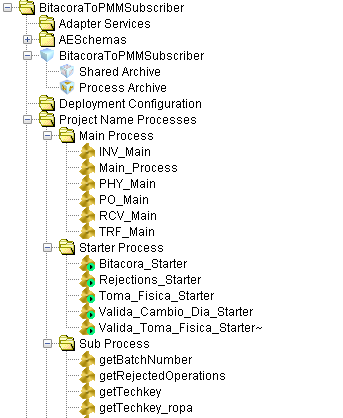 BitacoraToPMMSubscriber
Adapter Services
AESchemas
BitacoraToPMMSubscriber
Shared Archive
Process Archive
Deployment Configuration
Project Name Processes
Main Process
INV_Main
Main_Process
PHY_Main
PO_Main
RCV_Main
TRF_Main
Starter Process
Bitacora_Starter
Rejections_Starter
Toma_Fisica_Starter
Valida_Cambio_Dia_Starter
Valida_Toma_Fisica_Starter~
Sub Process
getBatchNumber
getRejectedOperations
getTechkey
getTechkey_ropa